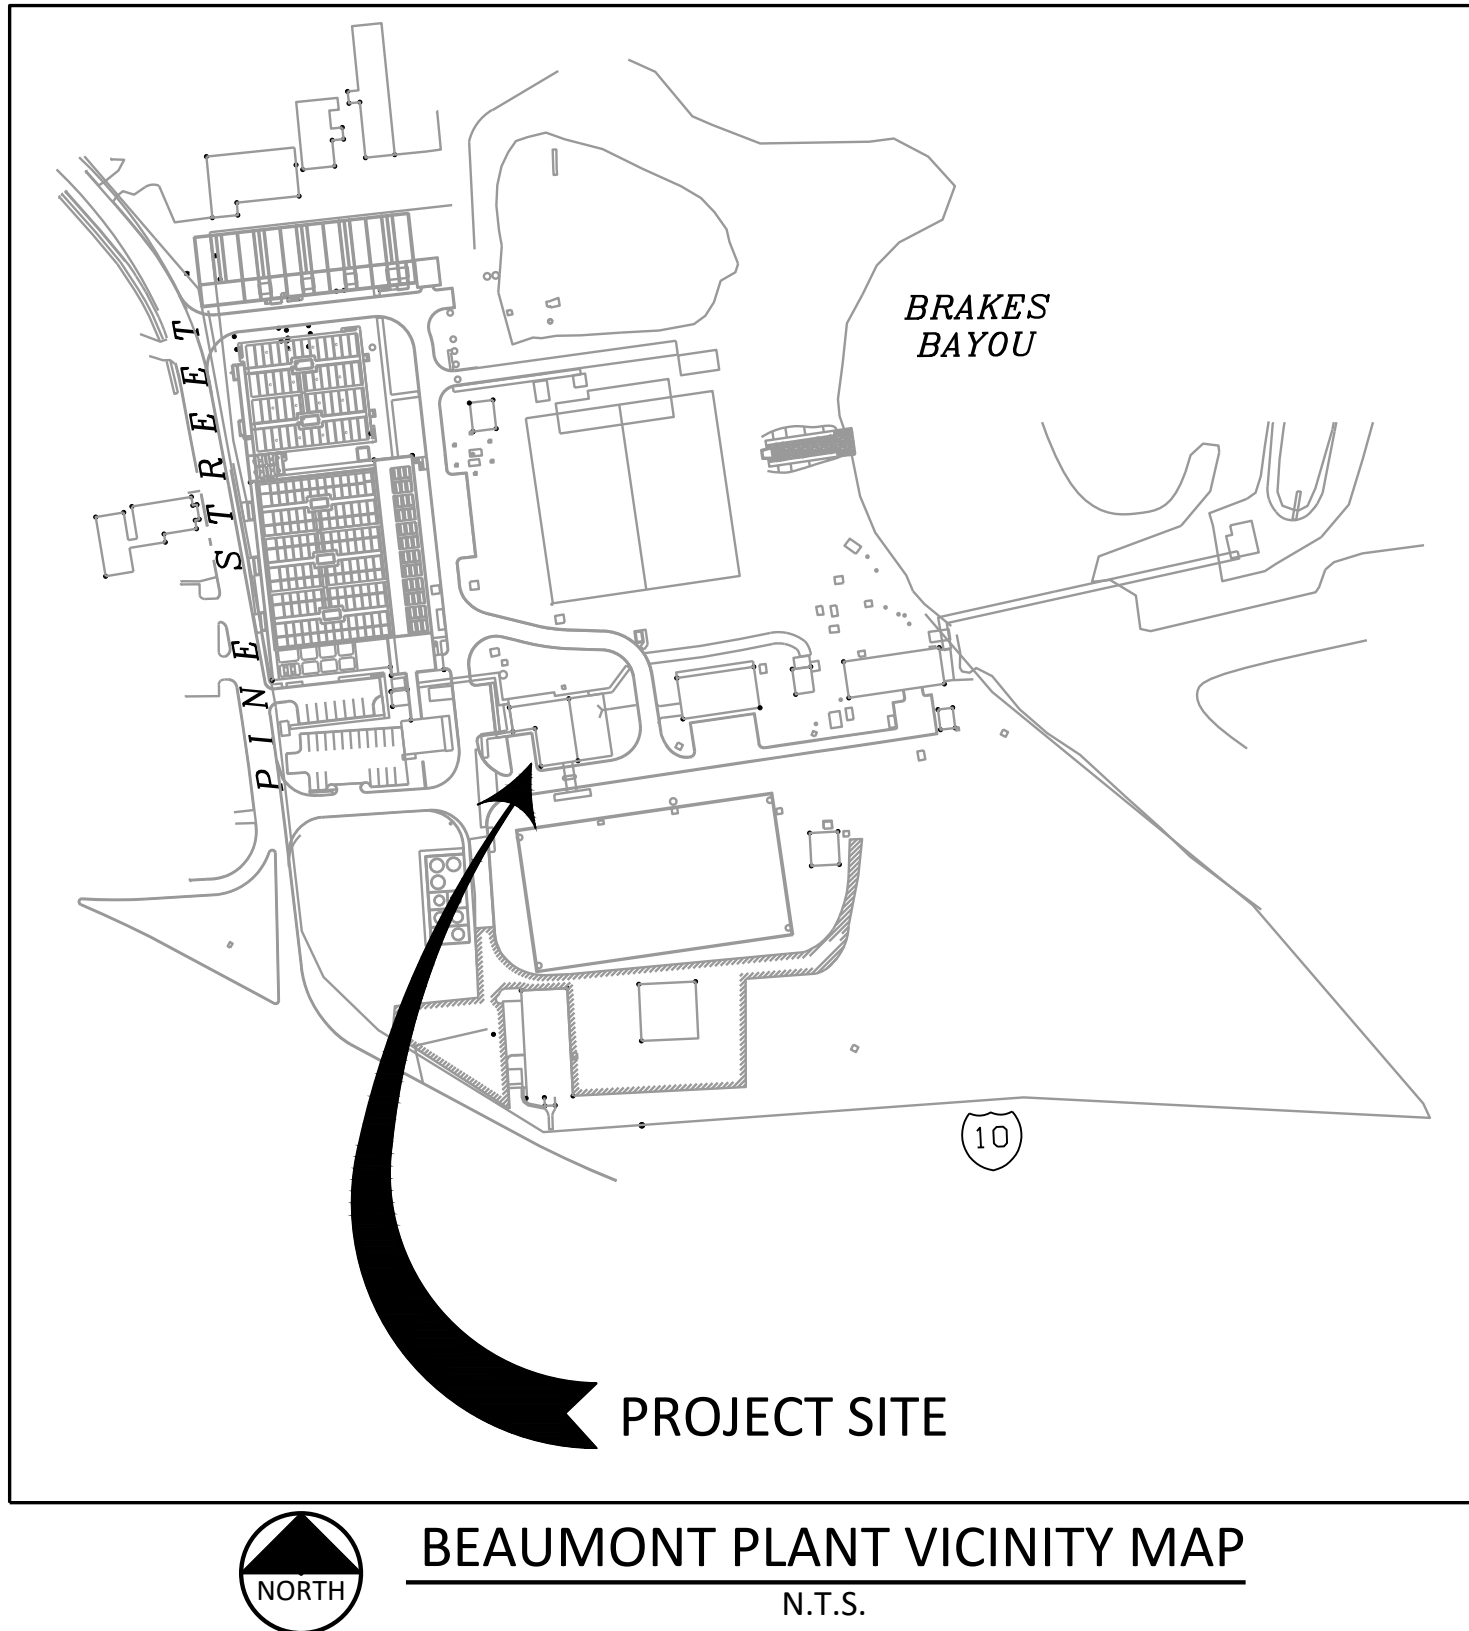 BRAKES
BAYOU
PINE STREET
10
PROJECT SITE
NORTH
BEAUMONT PLANT VICINITY MAP
N.T.S.